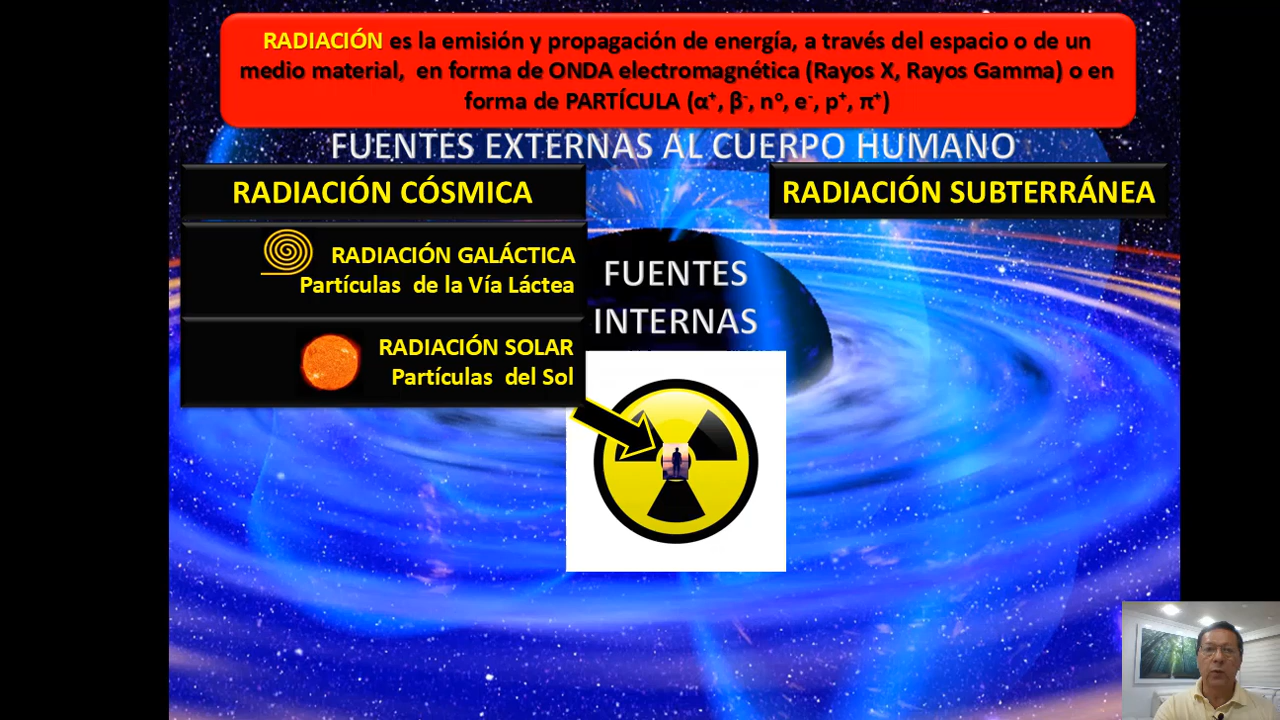 RADIACIÓN es la emisión y propagación de energía, a través del espacio o de un
medio material, en forma de ONDA electromagnética (Rayos X, Rayos Gamma) o en
forma de PARTÍCULA (α⁺, β⁻, nº, e⁻, p⁺, π⁺)
FUENTES EXTERNAS AL CUERPO HUMANO
RADIACIÓN CÓSMICA
RADIACIÓN SUBTERRÁNEA
RADIACIÓN GALÁCTICA
Partículas de la Vía Láctea
RADIACIÓN SOLAR
Partículas del Sol
FUENTES
INTERNAS